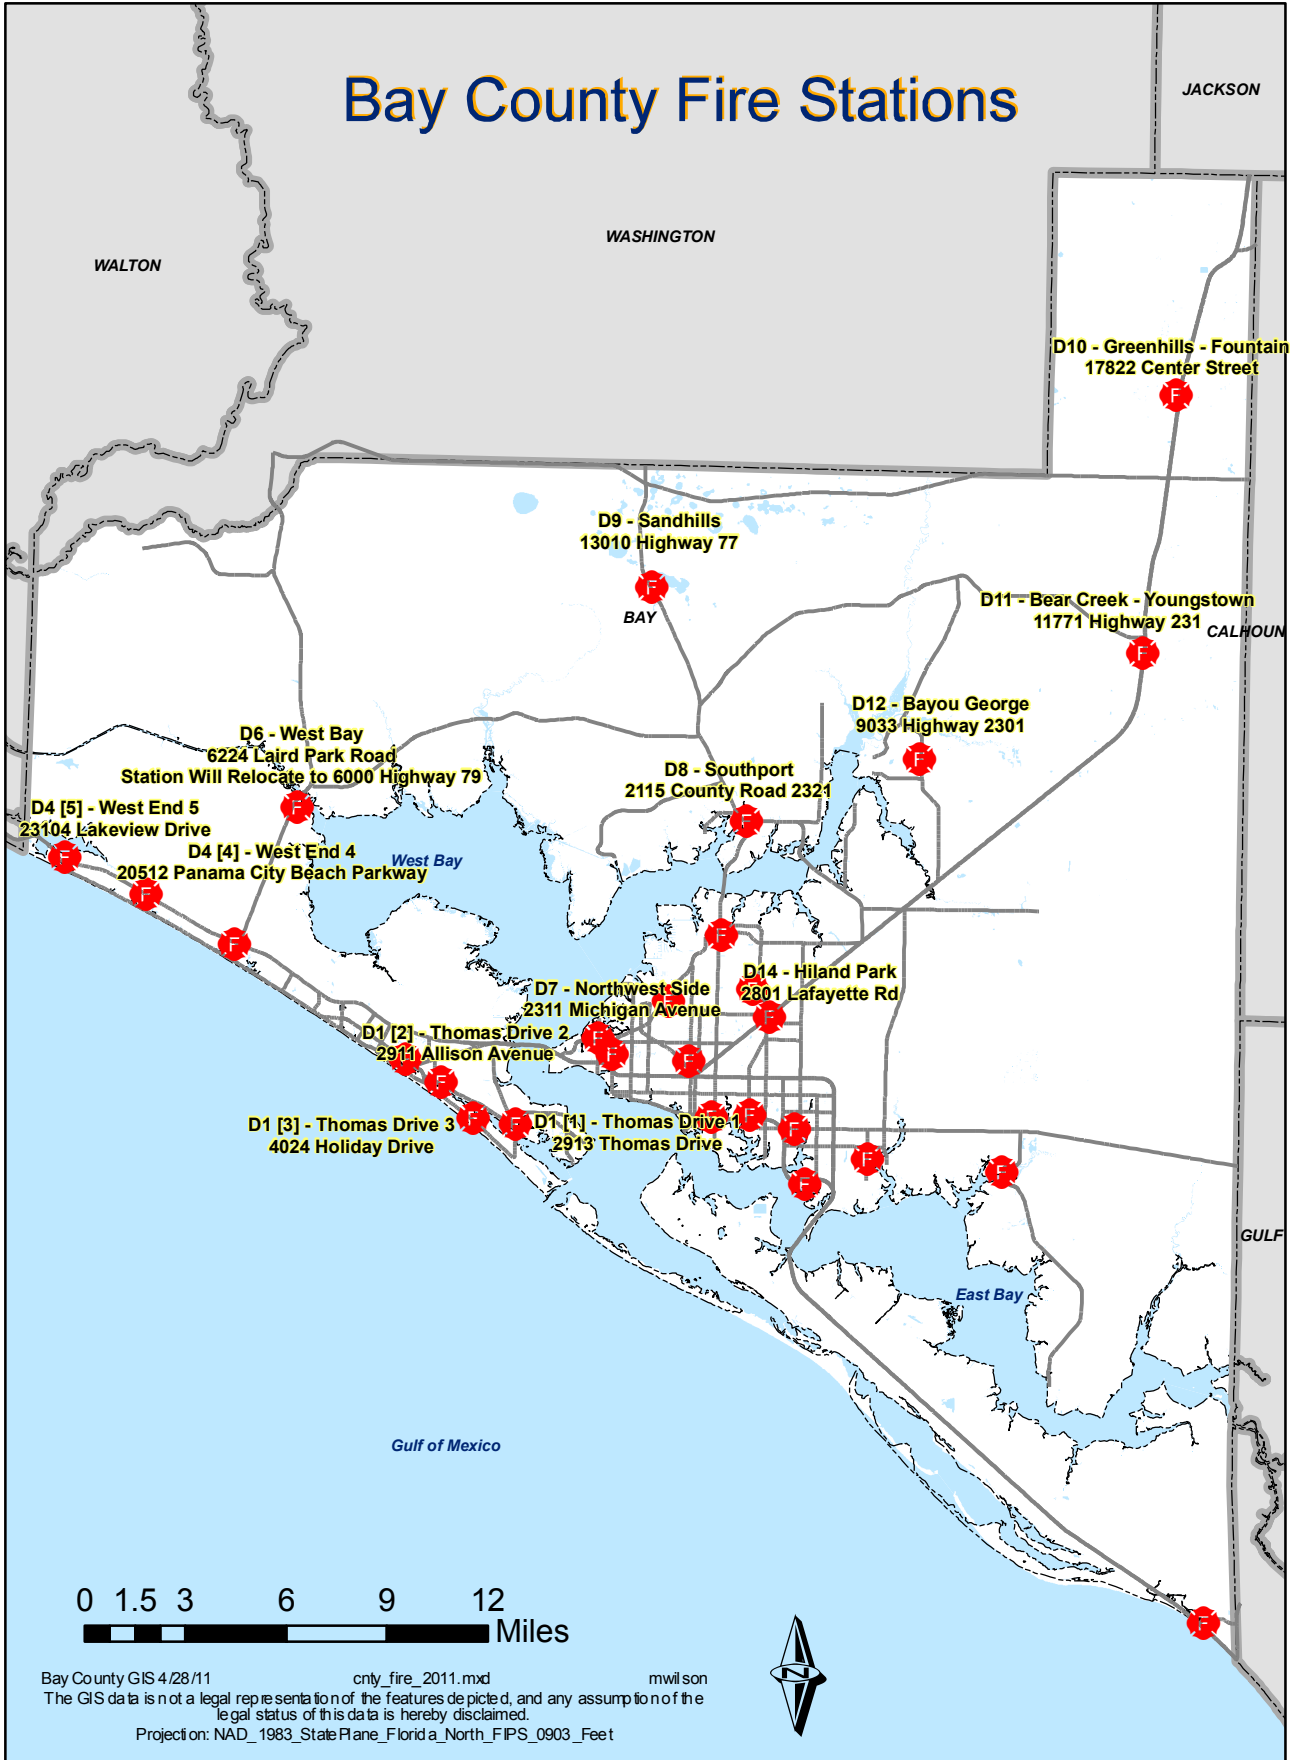 Bay County Fire Stations
JACKSON
WASHINGTON
WALTON
D10 - Greenhills - Fountain
17822 Center Street
F
D9 - Sandhills
13010 Highway 77
F
BAY
D11 - Bear Creek - Youngstown
11771 Highway 231
CALHOUN
F
D12 - Bayou George
9033 Highway 2301
F
D6 - West Bay
6224 Laird Park Road
Station Will Relocate to 6000 Highway 79
F
D8 - Southport
2115 County Road 2321
F
D4 [5] - West End 5
23104 Lakeview Drive
F
D4 [4] - West End 4
20512 Panama City Beach Parkway
F
West Bay
F
F
D14 - Hiland Park
2801 Lafayette Rd
F
F
D7 - Northwest Side
2311 Michigan Avenue
F
F
F
F
D1 [2] - Thomas Drive 2
2911 Allison Avenue
F
F
D1 [3] - Thomas Drive 3
4024 Holiday Drive
F
F
D1 [1] - Thomas Drive 1
2913 Thomas Drive
F
F
F
F
F
F
GULF
East Bay
Gulf of Mexico
F
0 1.5 3 6 9 12
Miles
N
Bay County GIS 4/28/11 cnty_fire_2011.mxd mwilson
The GIS data is not a legal representation of the features depicted, and any assumption of the
legal status of this data is hereby disclaimed.
Projection: NAD_1983_StatePlane_Florida_North_FIPS_0903_Feet